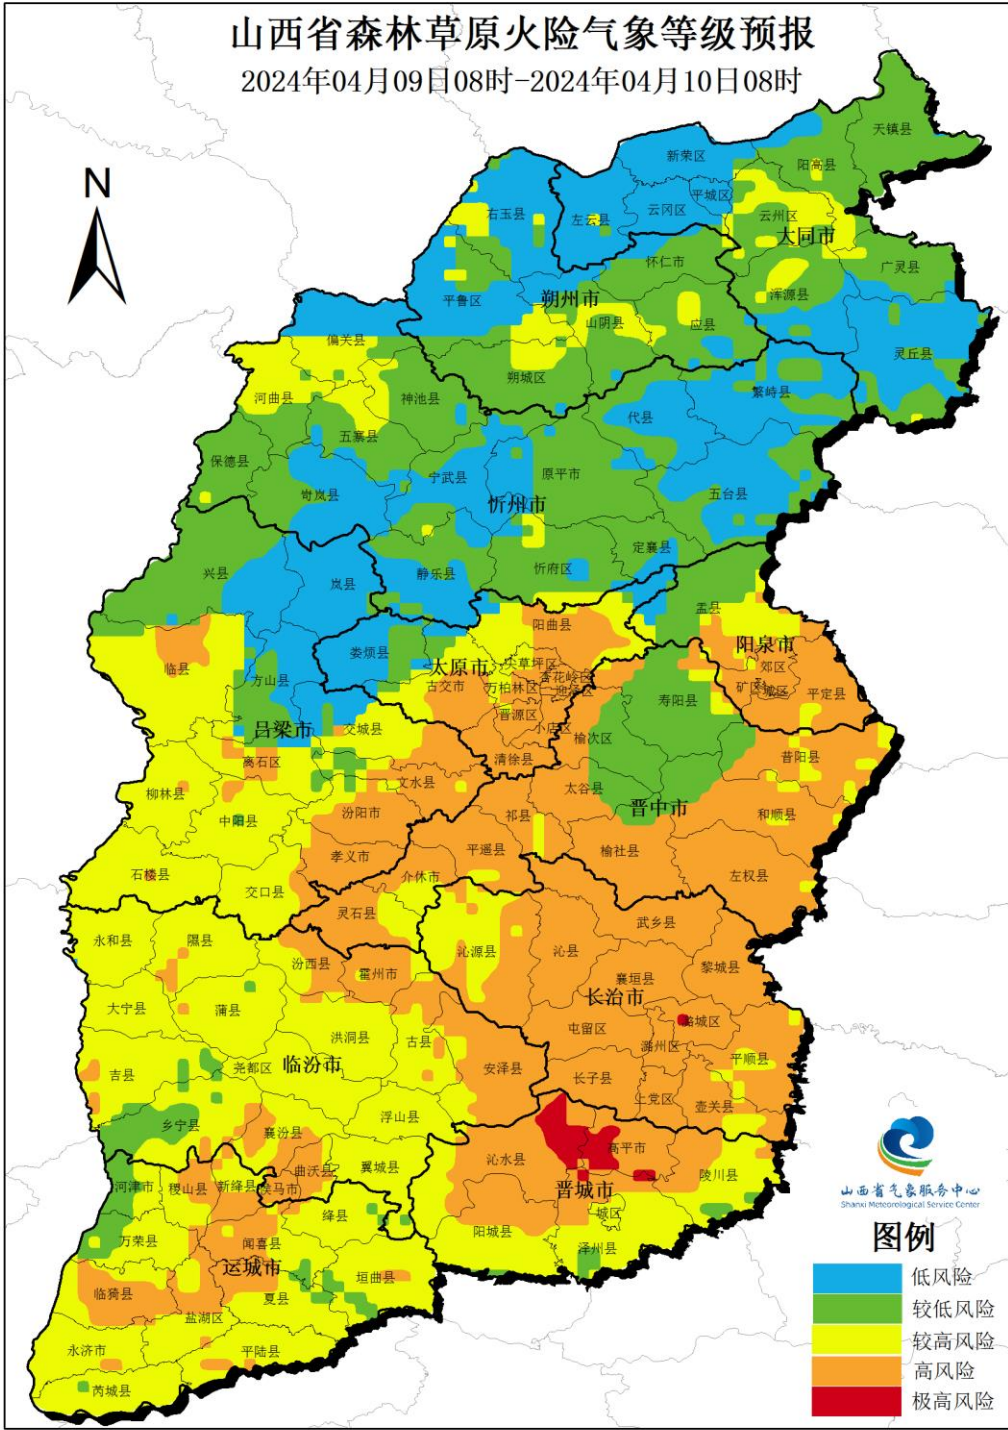 山西省森林草原火险气象等级预报
2024年04月09日08时-2024年04月10日08时
N
天镇县
新荣区
阳高县
平城区
右玉县
左云县
云冈区
云州区
大同市
怀仁市
广灵县
平鲁区
朔州市
浑源县
山阴县
应县
偏关县
灵丘县
朔城区
河曲县
神池县
繁峙县
代县
五寨县
保德县
宁武县
原平市
岢岚县
五台县
忻州市
定襄县
兴县
岚县
静乐县
忻府区
盂县
阳曲县
阳泉市
娄烦县
太原市
尖草坪区
临县
杏花岭区
郊区
方山县
古交市
万柏林区
迎泽区
矿区
城区
平定县
寿阳县
晋源区
吕梁市
交城县
小店区
榆次区
离石区
清徐县
昔阳县
文水县
太谷县
柳林县
晋中市
汾阳市
祁县
和顺县
中阳县
孝义市
平遥县
榆社县
石楼县
介休市
左权县
交口县
灵石县
武乡县
永和县
隰县
沁源县
沁县
汾西县
霍州市
襄垣县
黎城县
长治市
大宁县
蒲县
潞城区
洪洞县
屯留区
古县
潞州区
平顺县
尧都区
临汾市
安泽县
吉县
长子县
上党区
壶关县
乡宁县
浮山县
襄汾县
高平市
沁水县
曲沃县
翼城县
陵川县
河津市
稷山县
新绛县
侯马市
晋城市
绛县
城区
万荣县
闻喜县
阳城县
泽州县
运城市
垣曲县
临猗县
夏县
盐湖区
永济市
平陆县
芮城县
山西省气象服务中心
Shanxi Meteorological Service Center
图例
低风险
较低风险
较高风险
高风险
极高风险